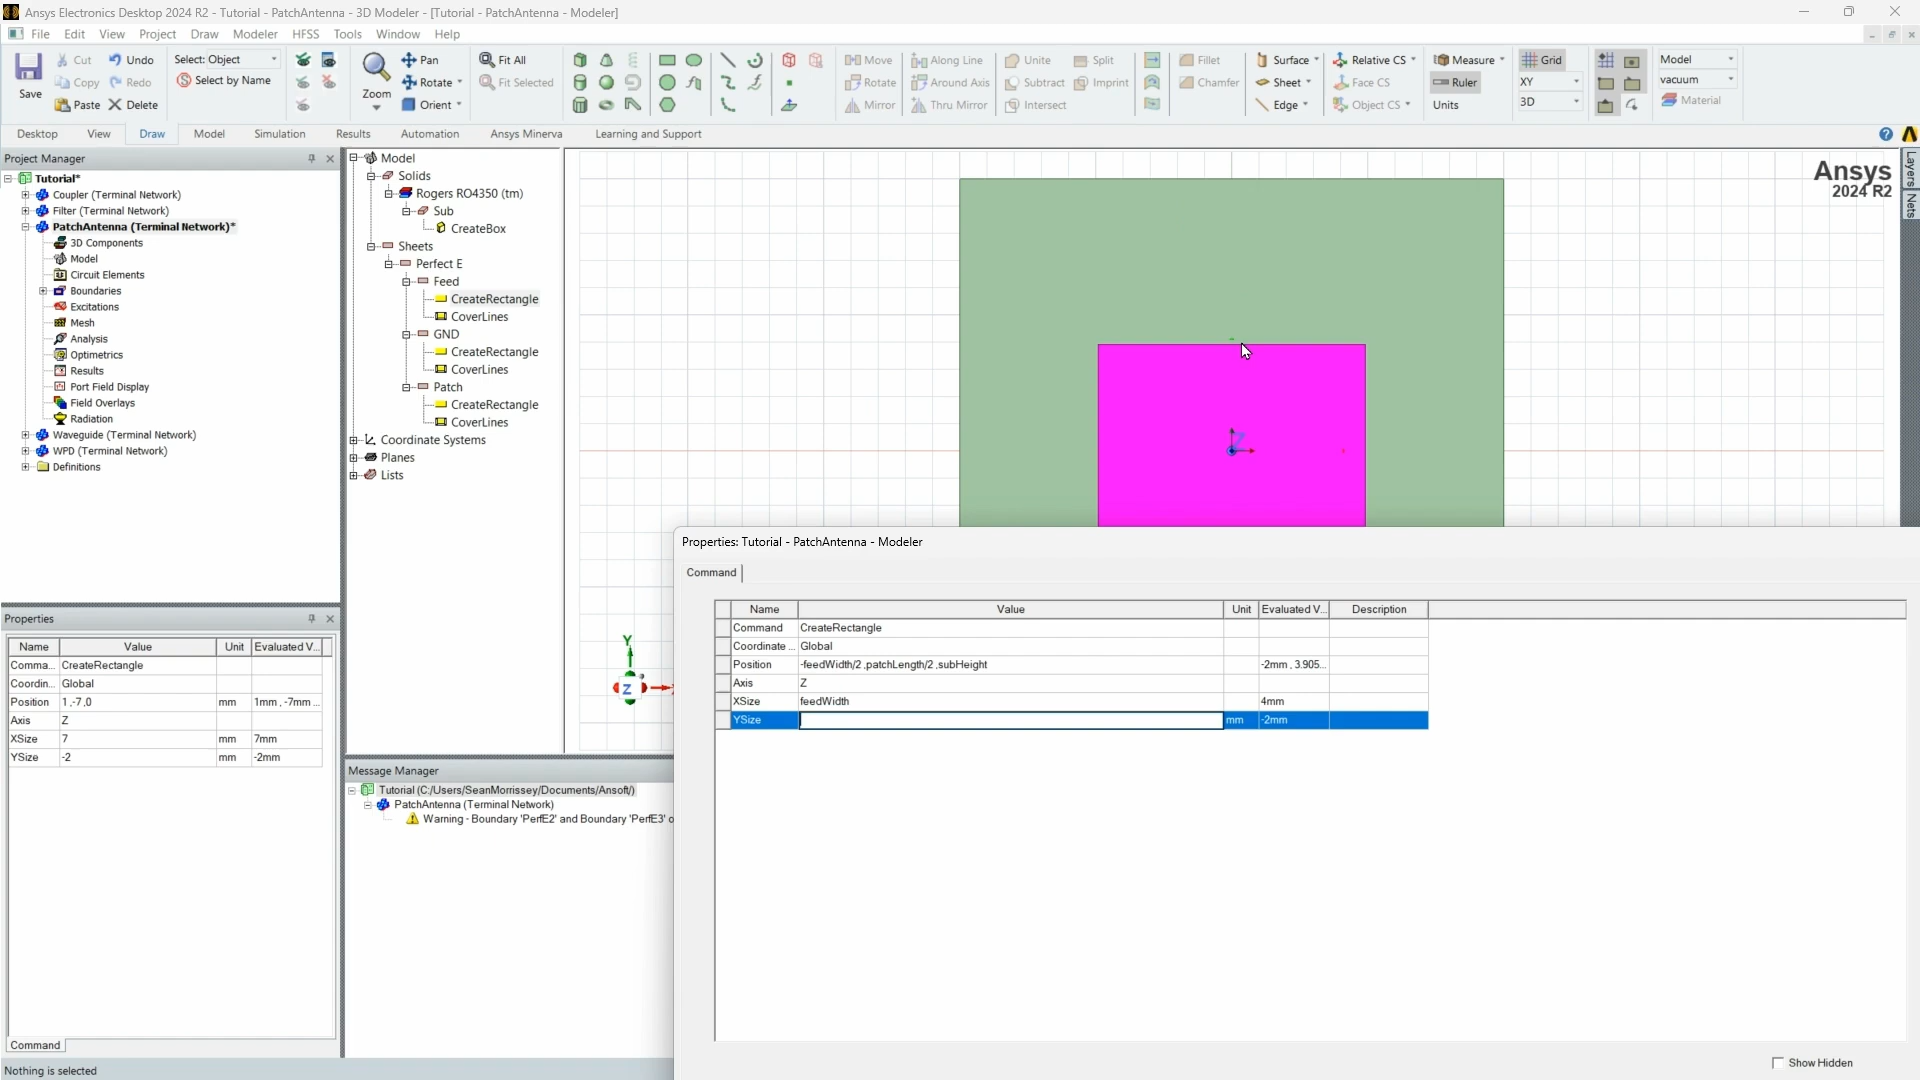 Ansys Electronics Desktop 2024 R2 - Tutorial - PatchAntenna - 3D Modeler - [Tutorial - PatchAntenna - Modeler]
File Edit View Project Draw Modeler HFSS Tools Window Help
Save
Cut
Copy
Paste
Undo
Redo
Delete
Select: Object
Select by Name
Zoom
Pan
Rotate
Orient
Fit All
Fit Selected
Move
Rotate
Mirror
Along Line
Around Axis
Thru Mirror
Unite
Subtract
Intersect
Split
Imprint
Fillet
Chamfer
Surface
Sheet
Edge
Relative CS
Face CS
Object CS
Measure
Ruler
Units
Grid
XY
3D
Model
vacuum
Material
Desktop View Draw Model Simulation Results Automation Ansys Minerva Learning and Support
Project Manager
Tutorial*
Coupler (Terminal Network)
Filter (Terminal Network)
PatchAntenna (Terminal Network)*
3D Components
Model
Circuit Elements
Boundaries
Excitations
Mesh
Analysis
Optimetrics
Results
Port Field Display
Field Overlays
Radiation
Waveguide (Terminal Network)
WPD (Terminal Network)
Definitions
Model
Solids
Rogers RO4350 (tm)
Sub
CreateBox
Sheets
Perfect E
Feed
CreateRectangle
CoverLines
GND
CreateRectangle
CoverLines
Patch
CreateRectangle
CoverLines
Coordinate Systems
Planes
Lists
Ansys
2024 R2
Layers
Nets
Z
Y
Z
Properties
Name Value Unit Evaluated V...
Comma... CreateRectangle
Coordin... Global
Position 1,-7,0 mm 1mm , -7mm ...
Axis Z
XSize 7 mm 7mm
YSize -2 mm -2mm
Command
Nothing is selected
Message Manager
Tutorial (C:/Users/SeanMorrissey/Documents/Ansoft/)
PatchAntenna (Terminal Network)
Warning - Boundary 'PerfE2' and Boundary 'PerfE3' o
Properties: Tutorial - PatchAntenna - Modeler
Command
Name Value Unit Evaluated V... Description
Command CreateRectangle
Coordinate ... Global
Position -feedWidth/2 ,patchLength/2 ,subHeight -2mm , 3.905...
Axis Z
XSize feedWidth 4mm
YSize mm -2mm
Show Hidden